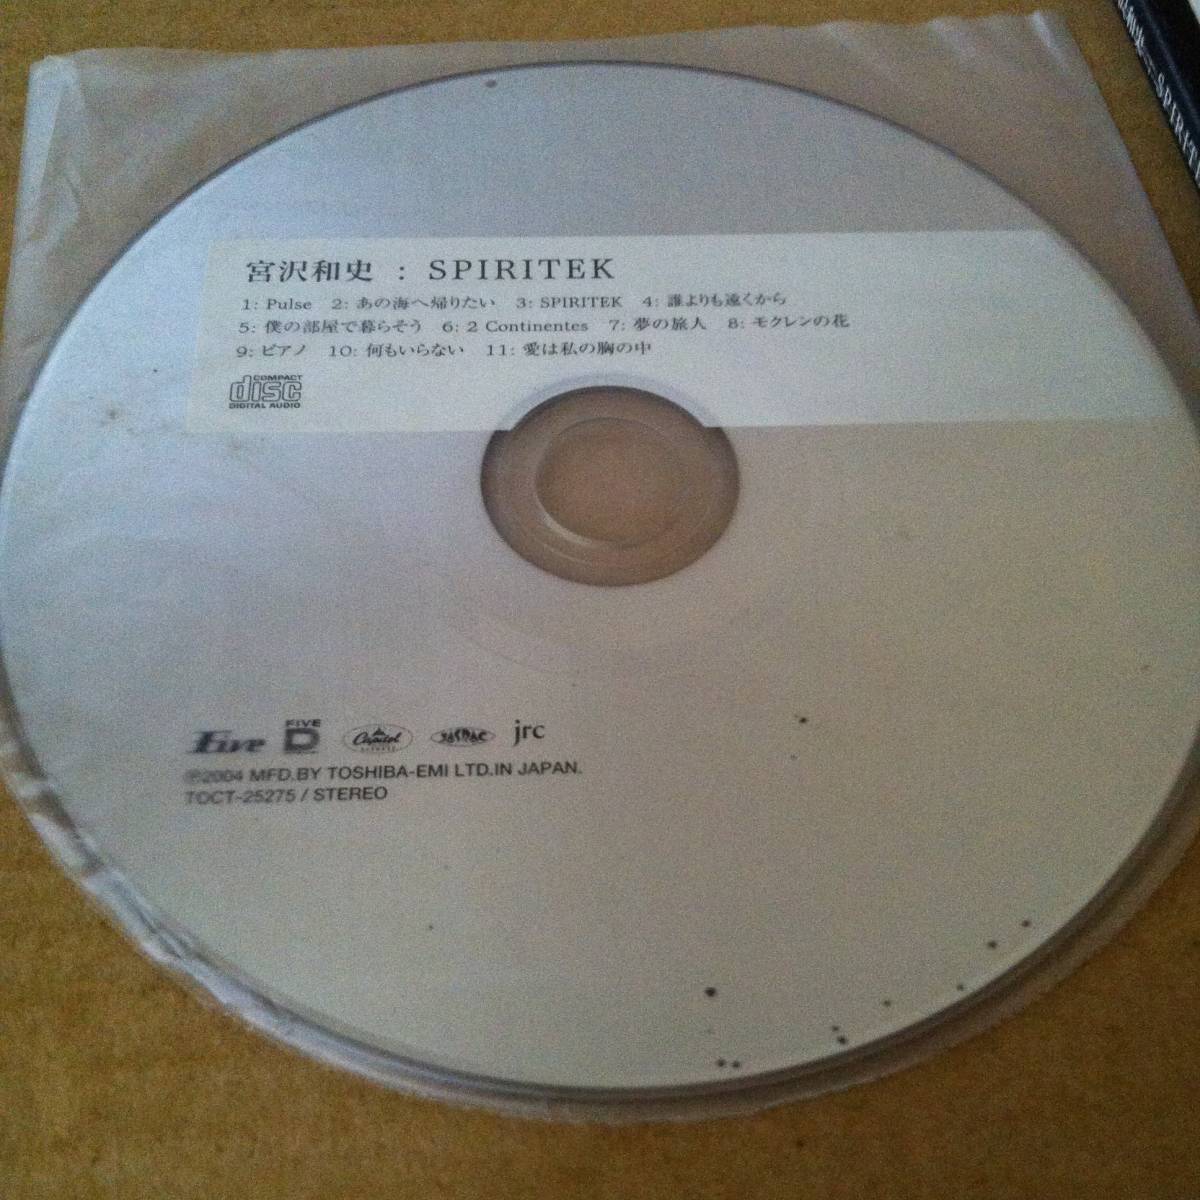 宮沢和史 : SPIRITEK
1: Pulse 2: あの海へ帰りたい 3: SPIRITEK 4: 誰よりも遠くから
5: 僕の部屋で暮らそう 6: 2 Continentes 7: 夢の旅人 8: モクレンの花
9: ピアノ 10: 何もいらない 11: 愛は私の胸の中
COMPACT
disc
DIGITAL AUDIO
Five FIVE D Capitol jrc
℗2004 MFD.BY TOSHIBA-EMI LTD.IN JAPAN.
TOCT-25275 / STEREO